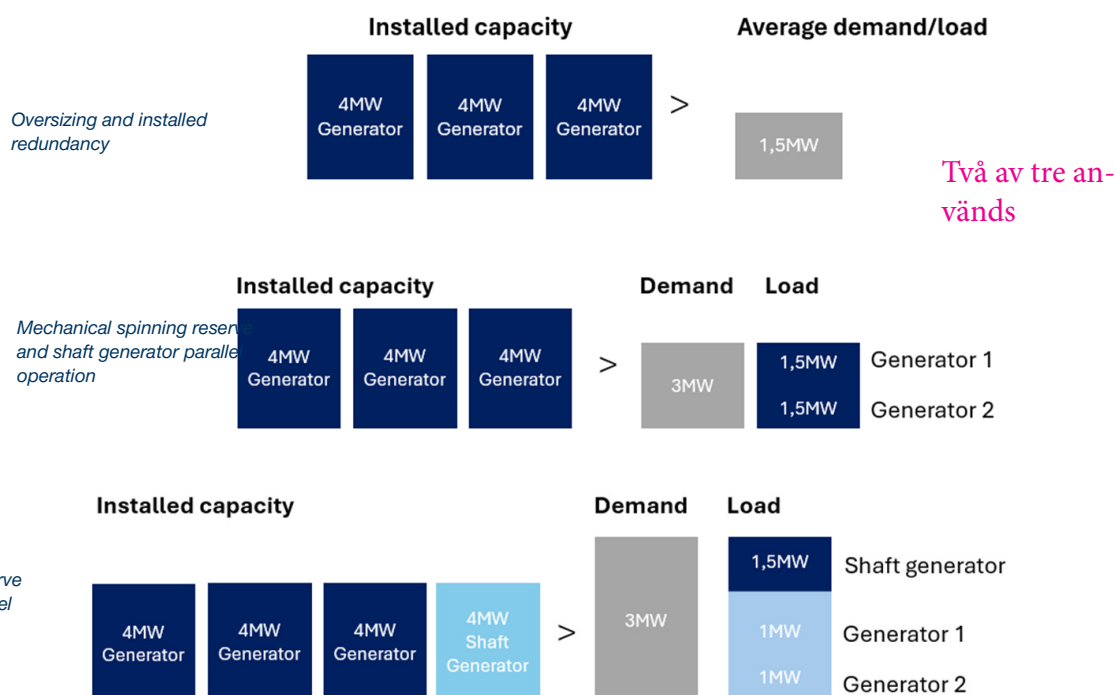 Installed capacity
Average demand/load
Oversizing and installed
redundancy
4MW
Generator
4MW
Generator
4MW
Generator
>
1,5MW
Två av tre an-
vänds
Installed capacity
Demand
Load
Mechanical spinning reserve
and shaft generator parallel
operation
4MW
Generator
4MW
Generator
4MW
Generator
>
3MW
1,5MW
Generator 1
1,5MW
Generator 2
Installed capacity
Demand
Load
rve
el
4MW
Generator
4MW
Generator
4MW
Generator
4MW
Shaft
Generator
>
3MW
1,5MW
Shaft generator
1MW
Generator 1
1MW
Generator 2